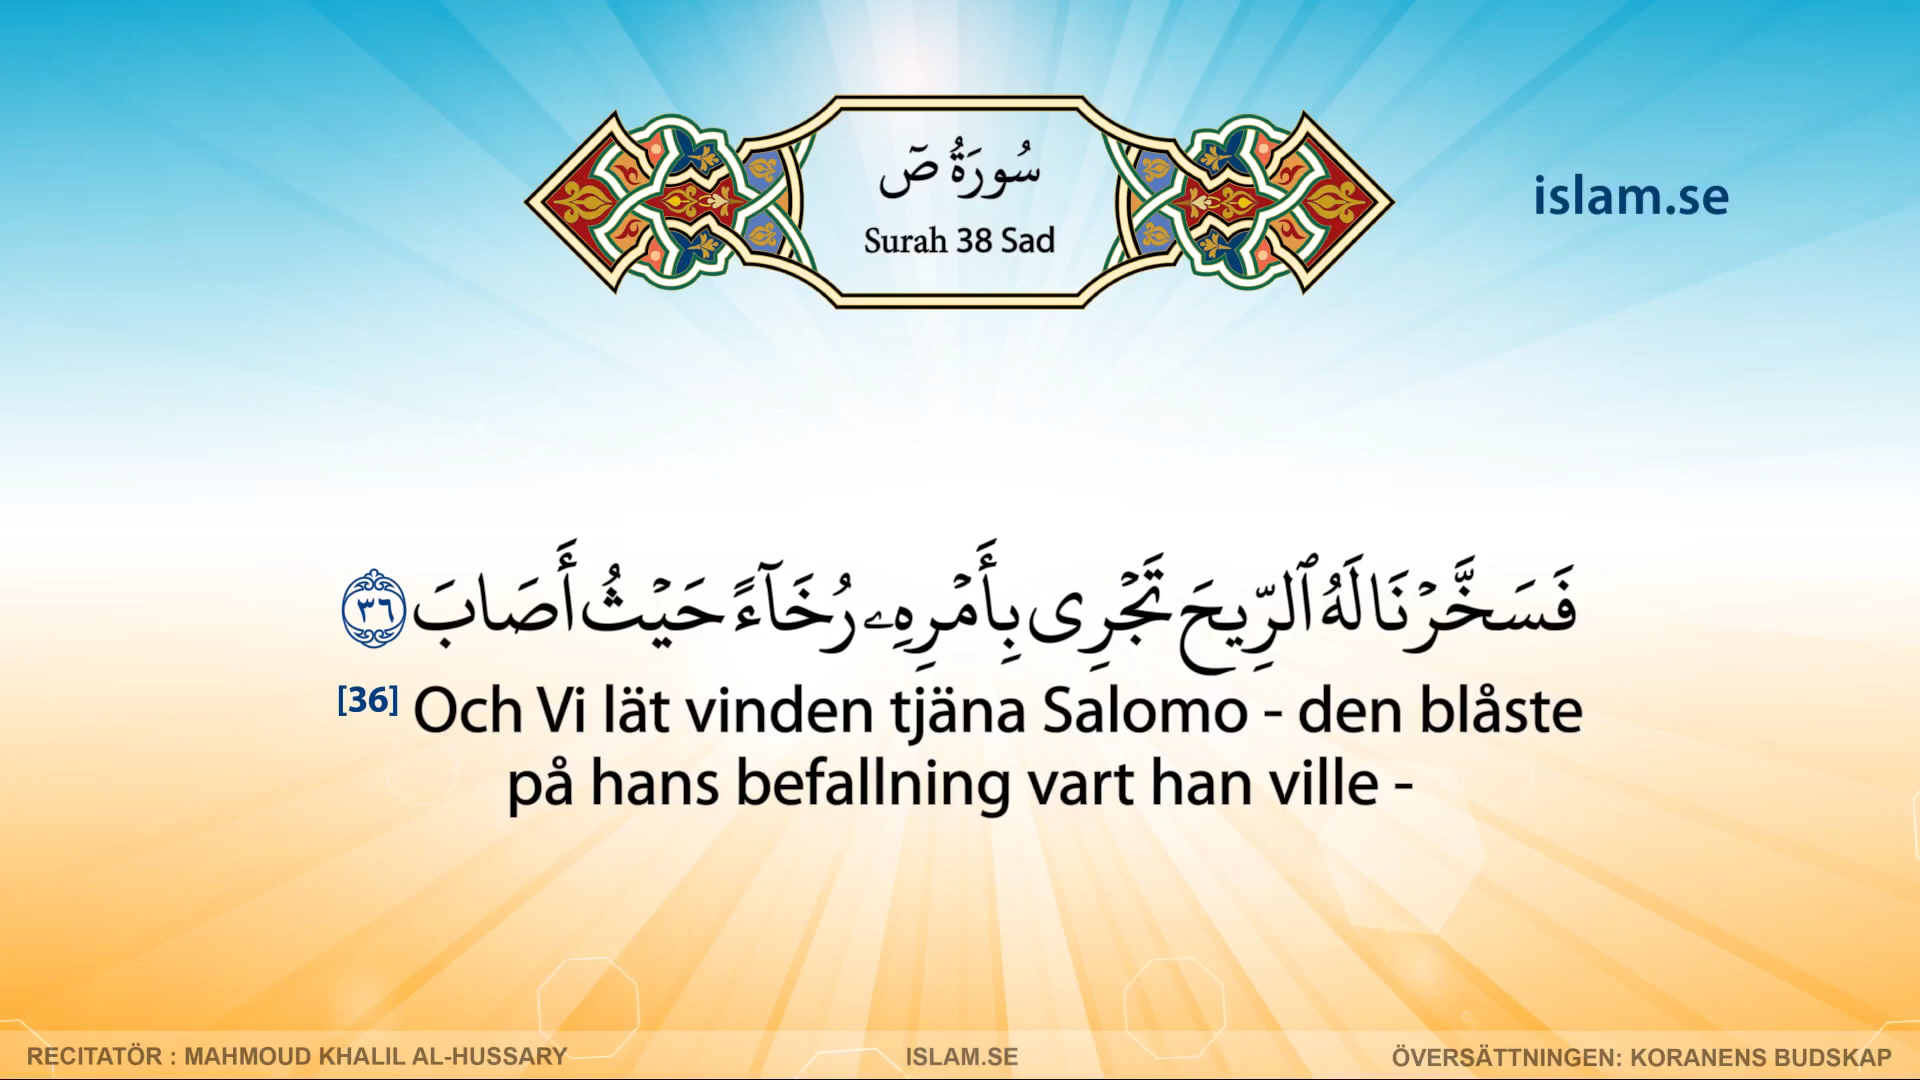 سُورَةُ صٓ
Surah 38 Sad
islam.se
فَسَخَّرْنَا لَهُ ٱلرِّيحَ تَجْرِى بِأَمْرِهِۦ رُخَآءً حَيْثُ أَصَابَ ٣٦
[36] Och Vi lät vinden tjäna Salomo - den blåste
på hans befallning vart han ville -
RECITATÖR : MAHMOUD KHALIL AL-HUSSARY
ISLAM.SE
ÖVERSÄTTNINGEN: KORANENS BUDSKAP